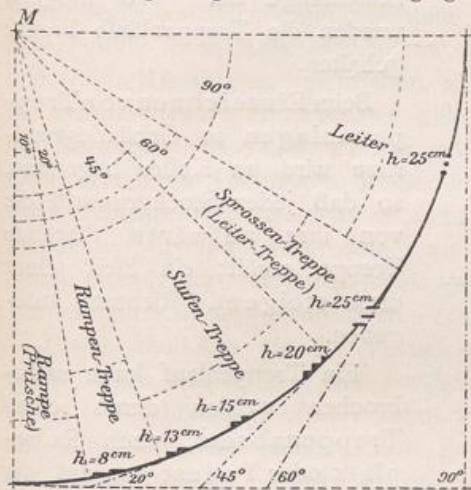 M
90°
60°
45°
20°
10°
Leiter
h=25cm
Sprossen-Treppe
(Leiter-Treppe)
h=25cm
Stufen-Treppe
h=20cm
Rampen-Treppe
h=15cm
Rampe
(Pritsche)
h=13cm
h=8cm
20°
45°
60°
90°